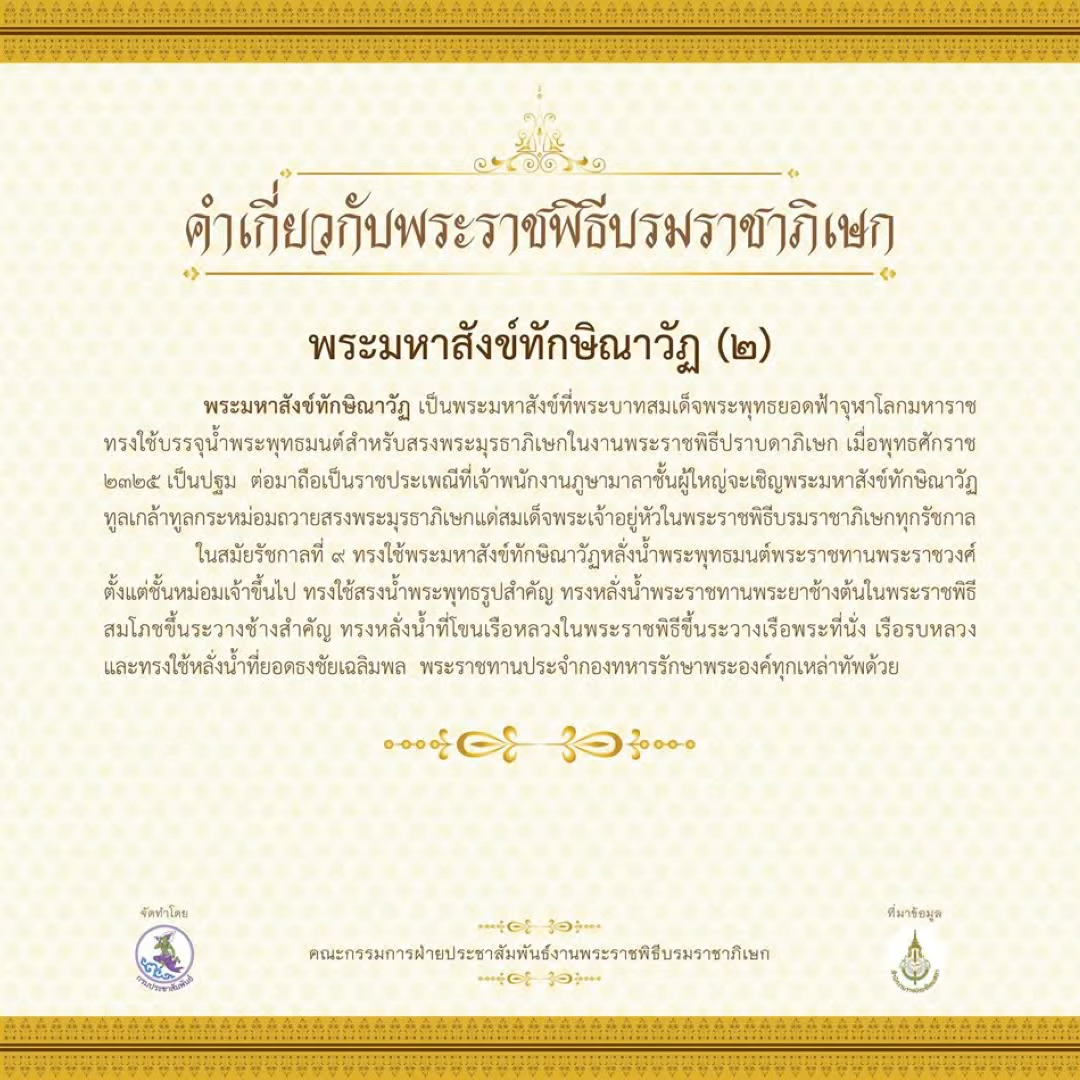 คำเกี่ยวกับพระราชพิธีบรมราชาภิเษก
พระมหาสังข์ทักษิณาวัฏ (๒)
พระมหาสังข์ทักษิณาวัฏ เป็นพระมหาสังข์ที่พระบาทสมเด็จพระพุทธยอดฟ้าจุฬาโลกมหาราช
ทรงใช้บรรจุน้ำพระพุทธมนต์สำหรับสรงพระมุรธาภิเษกในงานพระราชพิธีปราบดาภิเษก เมื่อพุทธศักราช
๒๓๒๕ เป็นปฐม ต่อมาถือเป็นราชประเพณีที่เจ้าพนักงานภูษามาลาชั้นผู้ใหญ่จะเชิญพระมหาสังข์ทักษิณาวัฏ
ทูลเกล้าทูลกระหม่อมถวายสรงพระมุรธาภิเษกแด่สมเด็จพระเจ้าอยู่หัวในพระราชพิธีบรมราชาภิเษกทุกรัชกาล
ในสมัยรัชกาลที่ ๙ ทรงใช้พระมหาสังข์ทักษิณาวัฏหลั่งน้ำพระพุทธมนต์พระราชทานพระราชวงศ์
ตั้งแต่ชั้นหม่อมเจ้าขึ้นไป ทรงใช้สรงน้ำพระพุทธรูปสำคัญ ทรงหลั่งน้ำพระราชทานพระยาช้างต้นในพระราชพิธี
สมโภชขึ้นระวางช้างสำคัญ ทรงหลั่งน้ำที่โขนเรือหลวงในพระราชพิธีขึ้นระวางเรือพระที่นั่ง เรือรบหลวง
และทรงใช้หลั่งน้ำที่ยอดธงชัยเฉลิมพล พระราชทานประจำกองทหารรักษาพระองค์ทุกเหล่าทัพด้วย
จัดทำโดย
กรมประชาสัมพันธ์
คณะกรรมการฝ่ายประชาสัมพันธ์งานพระราชพิธีบรมราชาภิเษก
ที่มาข้อมูล